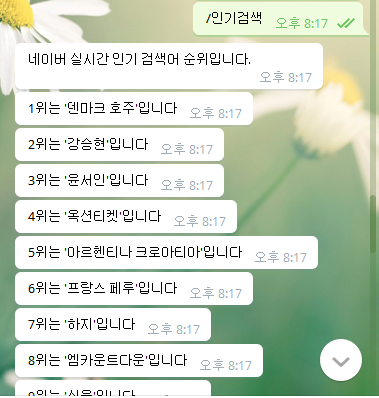 /인기검색 오후 8:17
네이버 실시간 인기 검색어 순위입니다.
오후 8:17
1위는 '덴마크 호주'입니다 오후 8:17
2위는 '강승현'입니다 오후 8:17
3위는 '윤서인'입니다 오후 8:17
4위는 '옥션티켓'입니다 오후 8:17
5위는 '아르헨티나 크로아티아'입니다 오후 8:17
6위는 '프랑스 페루'입니다 오후 8:17
7위는 '하지'입니다 오후 8:17
8위는 '엠카운트다운'입니다 오후 8:17